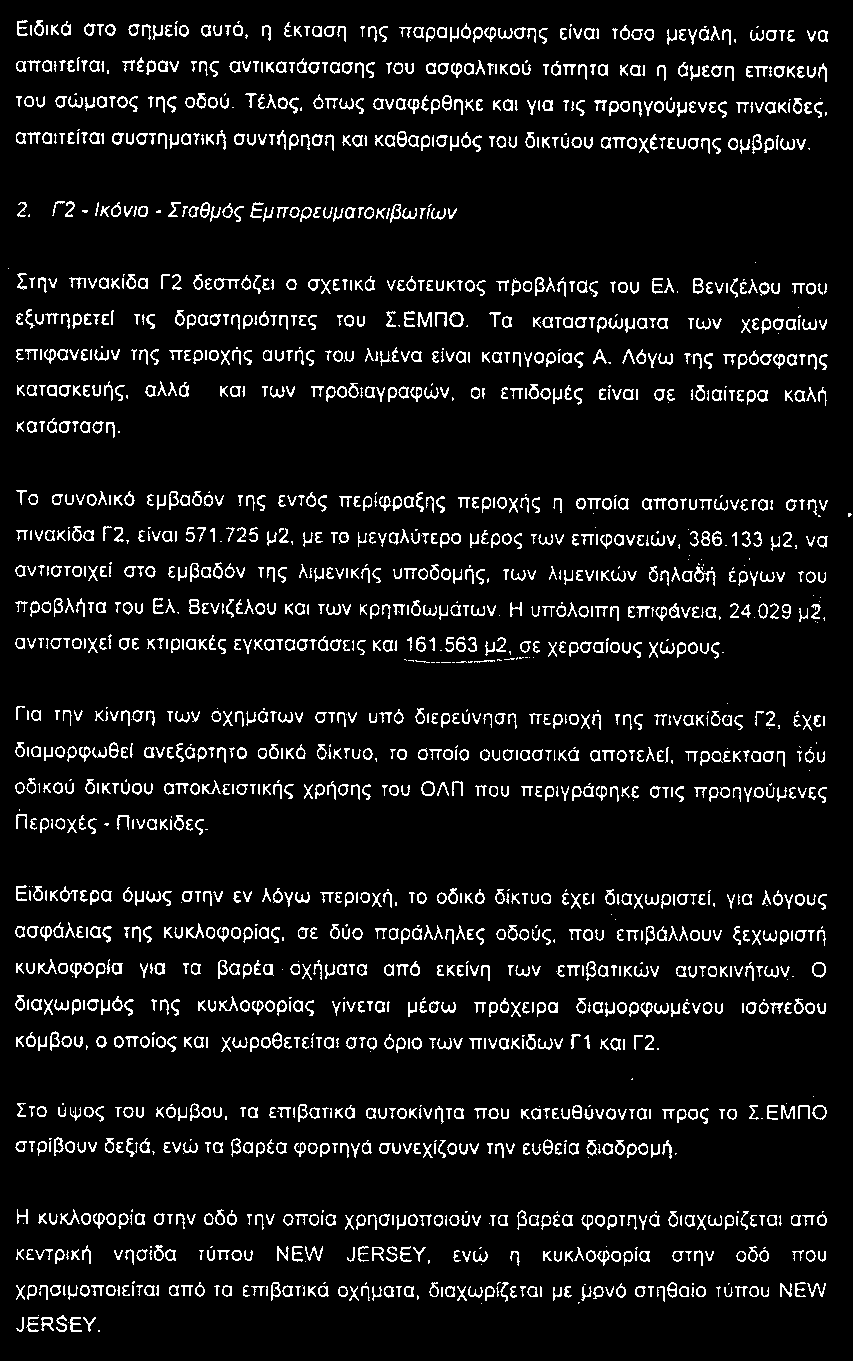 Ειδικά στο σημείο αυτό, η έκταση της παραμόρφωσης είναι τόσο μεγάλη, ώστε να
απαιτείται, πέραν της αντικατάστασης του ασφαλτικού τάπητα και η άμεση επισκευή
του σώματος της οδού. Τέλος, όπως αναφέρθηκε και για τις προηγούμενες πινακίδες,
απαιτείται συστηματική συντήρηση και καθαρισμός του δικτύου αποχέτευσης ομβρίων.
2. Γ2 - Ικόνιο - Σταθμός Εμπορευματοκιβωτίων
Στην πινακίδα Γ2 δεσπόζει ο σχετικά νεότευκτος προβλήτας του Ελ. Βενιζέλου που
εξυπηρετεί τις δραστηριότητες του Σ.ΕΜΠΟ. Τα καταστρώματα των χερσαίων
επιφανειών της περιοχής αυτής του λιμένα είναι κατηγορίας Α. Λόγω της πρόσφατης
κατασκευής, αλλά και των προδιαγραφών, οι επιδομές είναι σε ιδιαίτερα καλή
κατάσταση.
Το συνολικό εμβαδόν της εντός περίφραξης περιοχής η οποία αποτυπώνεται στην
πινακίδα Γ2, είναι 571.725 μ2, με το μεγαλύτερο μέρος των επιφανειών, 386.133 μ2, να
αντιστοιχεί στο εμβαδόν της λιμενικής υποδομής, των λιμενικών δηλαδή έργων του
προβλήτα του Ελ. Βενιζέλου και των κρηπιδωμάτων. Η υπόλοιπη επιφάνεια, 24.029 μ2,
αντιστοιχεί σε κτιριακές εγκαταστάσεις και 161.563 μ2, σε χερσαίους χώρους.
Για την κίνηση των οχημάτων στην υπό διερεύνηση περιοχή της πινακίδας Γ2, έχει
διαμορφωθεί ανεξάρτητο οδικό δίκτυο, το οποίο ουσιαστικά αποτελεί, προέκταση του
οδικού δικτύου αποκλειστικής χρήσης του ΟΛΠ που περιγράφηκε στις προηγούμενες
Περιοχές - Πινακίδες.
Ειδικότερα όμως στην εν λόγω περιοχή, το οδικό δίκτυο έχει διαχωριστεί, για λόγους
ασφάλειας της κυκλοφορίας, σε δύο παράλληλες οδούς, που επιβάλλουν ξεχωριστή
κυκλοφορία για τα βαρέα οχήματα από εκείνη των επιβατικών αυτοκινήτων. Ο
διαχωρισμός της κυκλοφορίας γίνεται μέσω πρόχειρα διαμορφωμένου ισόπεδου
κόμβου, ο οποίος και χωροθετείται στο όριο των πινακίδων Γ1 και Γ2.
Στο ύψος του κόμβου, τα επιβατικά αυτοκίνητα που κατευθύνονται προς το Σ.ΕΜΠΟ
στρίβουν δεξιά, ενώ τα βαρέα φορτηγά συνεχίζουν την ευθεία διαδρομή.
Η κυκλοφορία στην οδό την οποία χρησιμοποιούν τα βαρέα φορτηγά διαχωρίζεται από
κεντρική νησίδα τύπου NEW JERSEY, ενώ η κυκλοφορία στην οδό που
χρησιμοποιείται από τα επιβατικά οχήματα, διαχωρίζεται με μονό στηθαίο τύπου NEW
JERSEY.